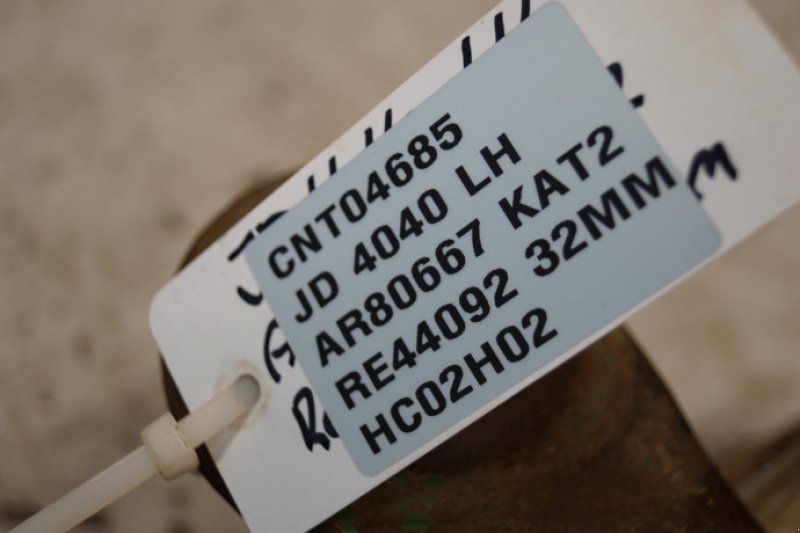 CNT04685
JD 4040 LH
AR80667 KAT2
RE44092 32MM
HC02H02